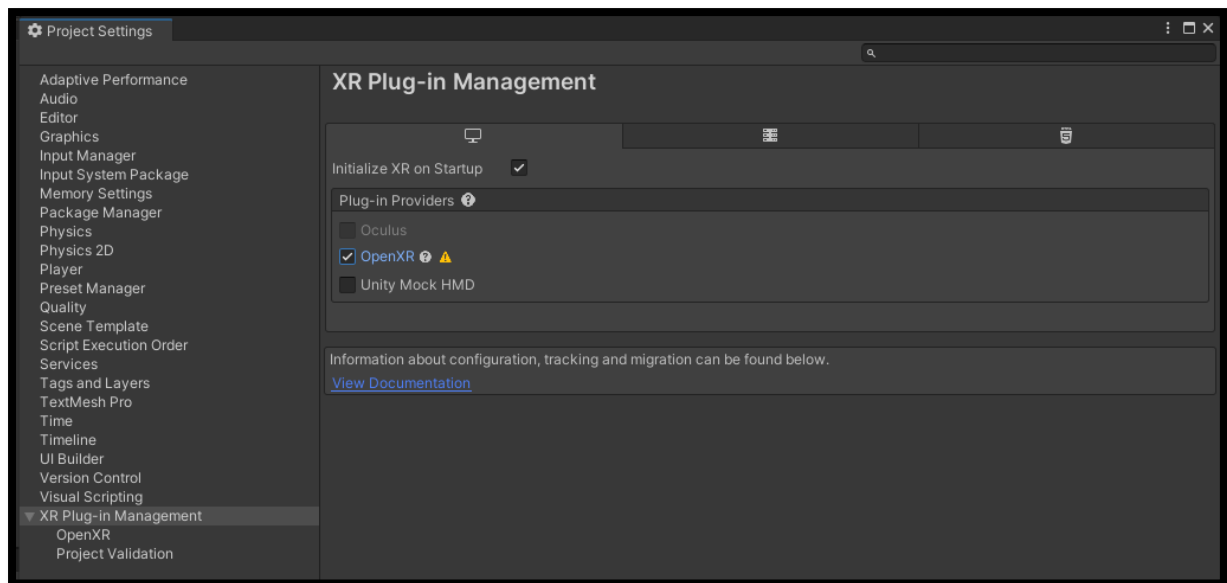 Project Settings
Adaptive Performance
Audio
Editor
Graphics
Input Manager
Input System Package
Memory Settings
Package Manager
Physics
Physics 2D
Player
Preset Manager
Quality
Scene Template
Script Execution Order
Services
Tags and Layers
TextMesh Pro
Time
Timeline
UI Builder
Version Control
Visual Scripting
XR Plug-in Management
OpenXR
Project Validation
XR Plug-in Management
Initialize XR on Startup
Plug-in Providers
Oculus
OpenXR
Unity Mock HMD
Information about configuration, tracking and migration can be found below.
View Documentation